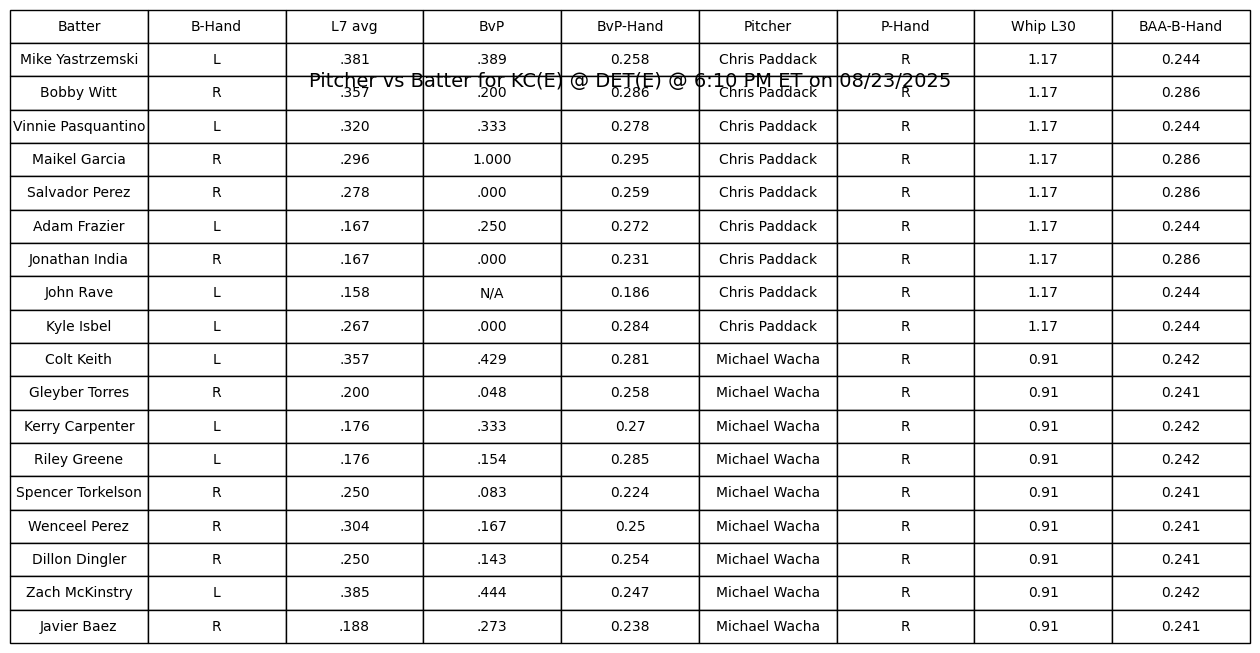 Batter B-Hand L7 avg BvP BvP-Hand Pitcher P-Hand Whip L30 BAA-B-Hand
Mike Yastrzemski L .381 .389 0.258 Chris Paddack R 1.17 0.244
Pitcher vs Batter for KC(E) @ DET(E) @ 6:10 PM ET on 08/23/2025
Bobby Witt R .357 .200 0.286 Chris Paddack R 1.17 0.286
Vinnie Pasquantino L .320 .333 0.278 Chris Paddack R 1.17 0.244
Maikel Garcia R .296 1.000 0.295 Chris Paddack R 1.17 0.286
Salvador Perez R .278 .000 0.259 Chris Paddack R 1.17 0.286
Adam Frazier L .167 .250 0.272 Chris Paddack R 1.17 0.244
Jonathan India R .167 .000 0.231 Chris Paddack R 1.17 0.286
John Rave L .158 N/A 0.186 Chris Paddack R 1.17 0.244
Kyle Isbel L .267 .000 0.284 Chris Paddack R 1.17 0.244
Colt Keith L .357 .429 0.281 Michael Wacha R 0.91 0.242
Gleyber Torres R .200 .048 0.258 Michael Wacha R 0.91 0.241
Kerry Carpenter L .176 .333 0.27 Michael Wacha R 0.91 0.242
Riley Greene L .176 .154 0.285 Michael Wacha R 0.91 0.242
Spencer Torkelson R .250 .083 0.224 Michael Wacha R 0.91 0.241
Wenceel Perez R .304 .167 0.25 Michael Wacha R 0.91 0.241
Dillon Dingler R .250 .143 0.254 Michael Wacha R 0.91 0.241
Zach McKinstry L .385 .444 0.247 Michael Wacha R 0.91 0.242
Javier Baez R .188 .273 0.238 Michael Wacha R 0.91 0.241